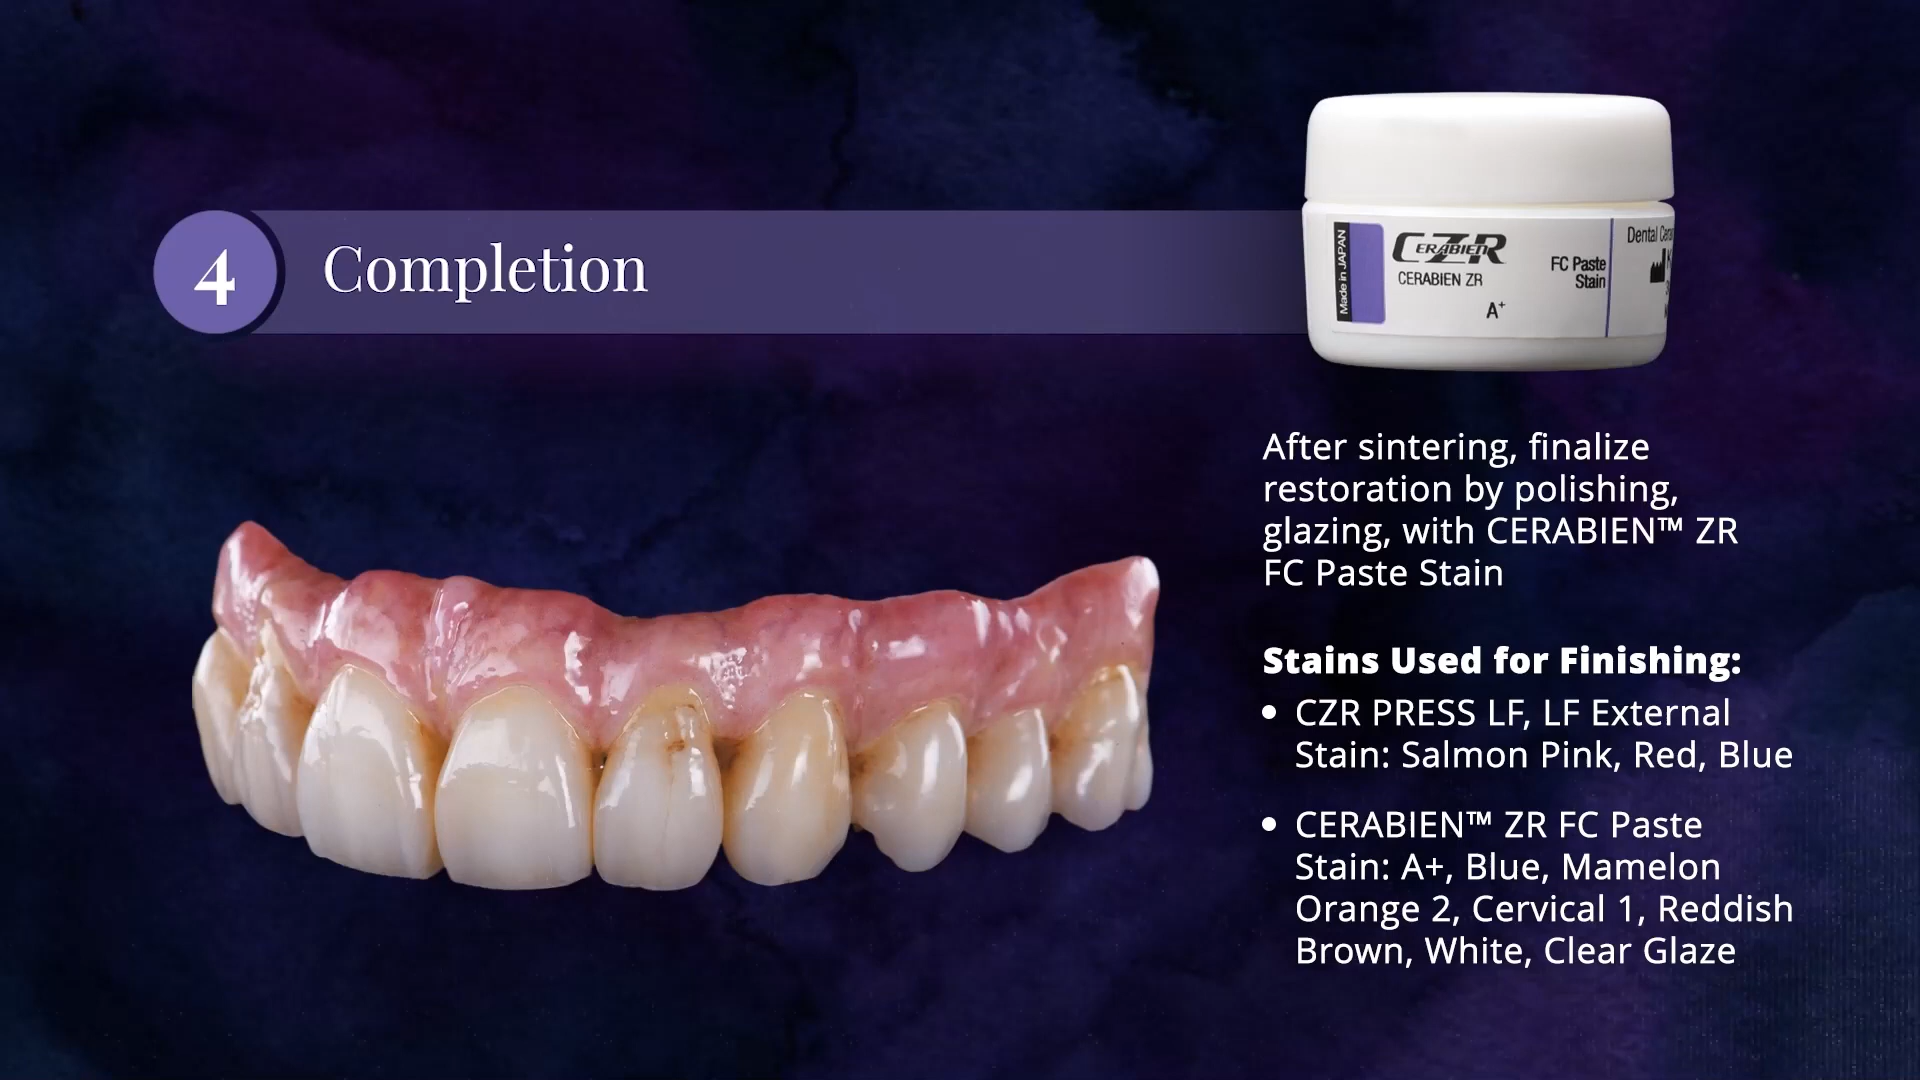 4
Completion
Made in JAPAN
CZR
CERABIEN
CERABIEN ZR
FC Paste
Stain
A+
Dental
After sintering, finalize
restoration by polishing,
glazing, with CERABIEN™ ZR
FC Paste Stain
Stains Used for Finishing:
• CZR PRESS LF, LF External
Stain: Salmon Pink, Red, Blue
• CERABIEN™ ZR FC Paste
Stain: A+, Blue, Mamelon
Orange 2, Cervical 1, Reddish
Brown, White, Clear Glaze